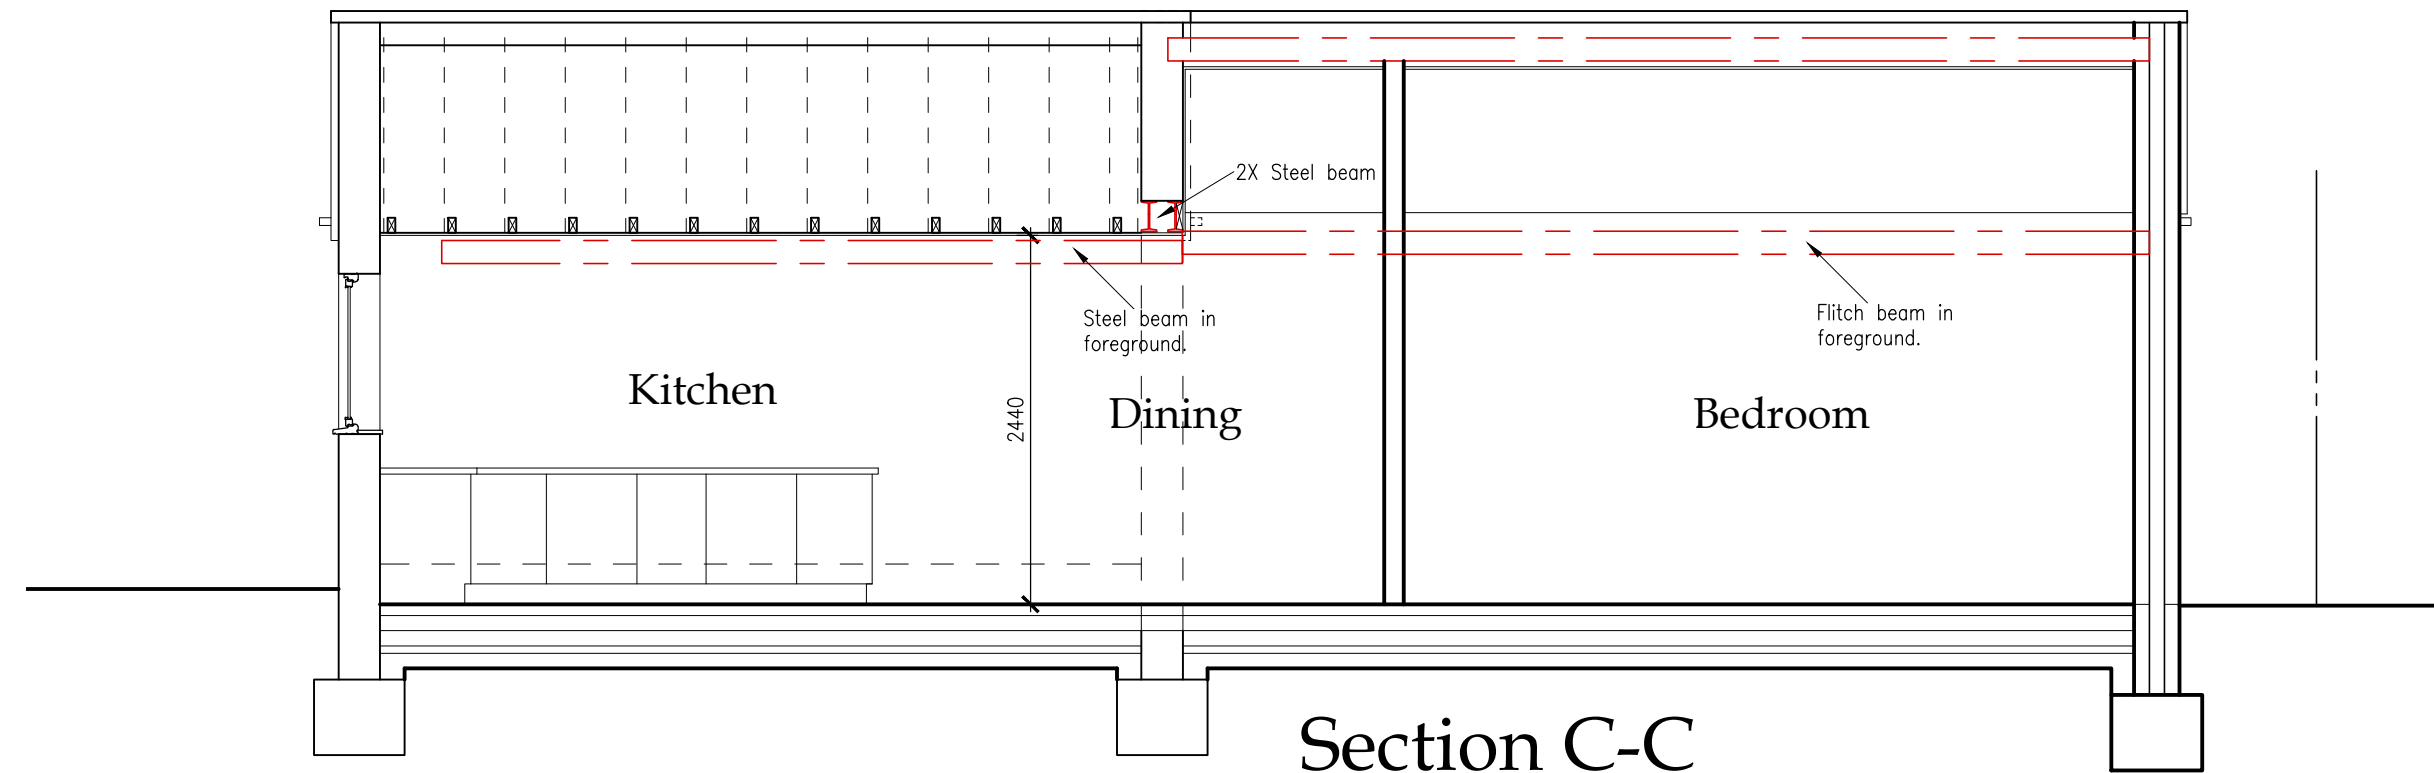 2X Steel beam
Steel beam in
foreground.
Flitch beam in
foreground.
Kitchen
2440
Dining
Bedroom
Section C-C